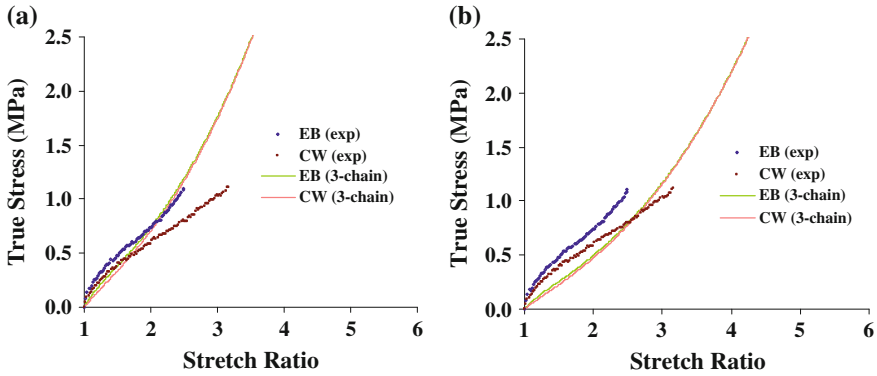 (a)
True Stress (MPa)
2.5
2.0
1.5
1.0
0.5
0.0
EB (exp)
CW (exp)
EB (3-chain)
CW (3-chain)
1 2 3 4 5 6
Stretch Ratio
(b)
True Stress (MPa)
2.5
2.0
1.5
1.0
0.5
0.0
EB (exp)
CW (exp)
EB (3-chain)
CW (3-chain)
1 2 3 4 5 6
Stretch Ratio